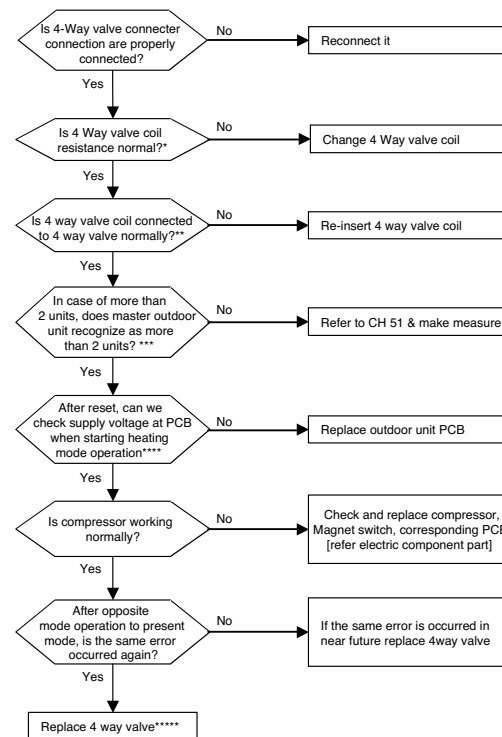 Is 4-Way valve connecter
connection are properly
connected?
No
Reconnect it
Yes
Is 4 Way valve coil
resistance normal?*
No
Change 4 Way valve coil
Yes
Is 4 way valve coil connected
to 4 way valve normally?**
No
Re-insert 4 way valve coil
Yes
In case of more than
2 units, does master outdoor
unit recognize as more
than 2 units? ***
No
Refer to CH 51 & make measure
Yes
After reset, can we
check supply voltage at PCB
when starting heating
mode operation****
No
Replace outdoor unit PCB
Yes
Is compressor working
normally?
No
Check and replace compressor,
Magnet switch, corresponding PCB
[refer electric component part]
Yes
After opposite
mode operation to present
mode, is the same error
occurred again?
No
If the same error is occurred in
near future replace 4way valve
Yes
Replace 4 way valve*****